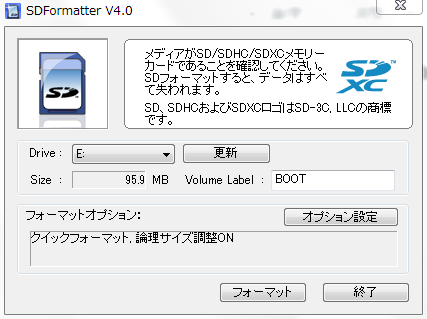 SDFormatter V4.0
メディアがSD/SDHC/SDXCメモリー
カードであることを確認してください。
SDフォーマットすると、データはすべ
て失われます。
SD、SDHCおよびSDXCロゴはSD-3C, LLCの商標
です。
SD
XC
SD
Drive : E: 更新
Size : 95.9 MB Volume Label : BOOT
フォーマットオプション: オプション設定
クイックフォーマット, 論理サイズ調整ON
フォーマット 終了